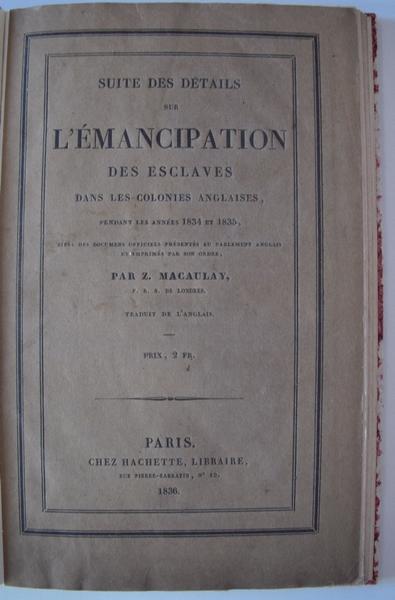 SUITE DES DÉTAILS
SUR
L'ÉMANCIPATION
DES ESCLAVES
DANS LES COLONIES ANGLAISES,
PENDANT LES ANNÉES 1834 ET 1835,
TIRÉS DES DOCUMENS OFFICIELS PRÉSENTÉS AU PARLEMENT ANGLAIS
ET IMPRIMÉS PAR SON ORDRE,
PAR Z. MACAULAY,
F. R. S. DE LONDRES.
TRADUIT DE L'ANGLAIS.
PRIX, 2 FR.
PARIS,
CHEZ HACHETTE, LIBRAIRE,
RUE PIERRE-SARRAZIN, N° 12.
1836.